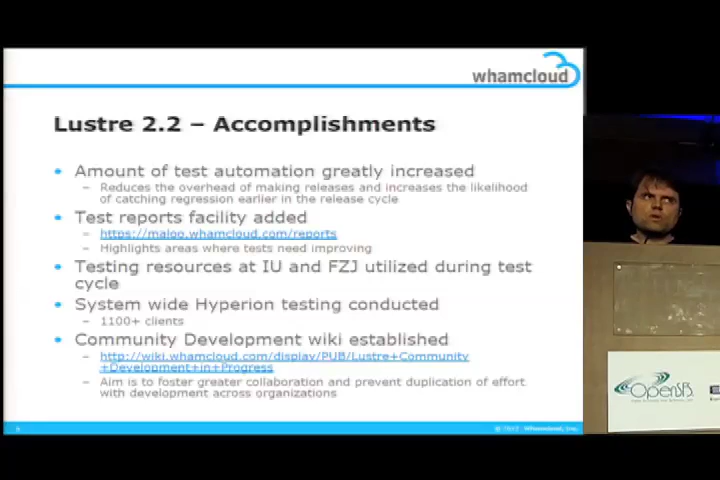 whamcloud
Lustre 2.2 – Accomplishments
• Amount of test automation greatly increased
– Reduces the overhead of making releases and increases the likelihood
of catching regression earlier in the release cycle
• Test reports facility added
– https://maloo.whamcloud.com/reports
– Highlights areas where tests need improving
• Testing resources at IU and FZJ utilized during test
cycle
• System wide Hyperion testing conducted
– 1100+ clients
• Community Development wiki established
– http://wiki.whamcloud.com/display/PUB/Lustre+Community
+Development+in+Progress
– Aim is to foster greater collaboration and prevent duplication of effort
with development across organizations
© 2012 Whamcloud, Inc.
OpenSFS